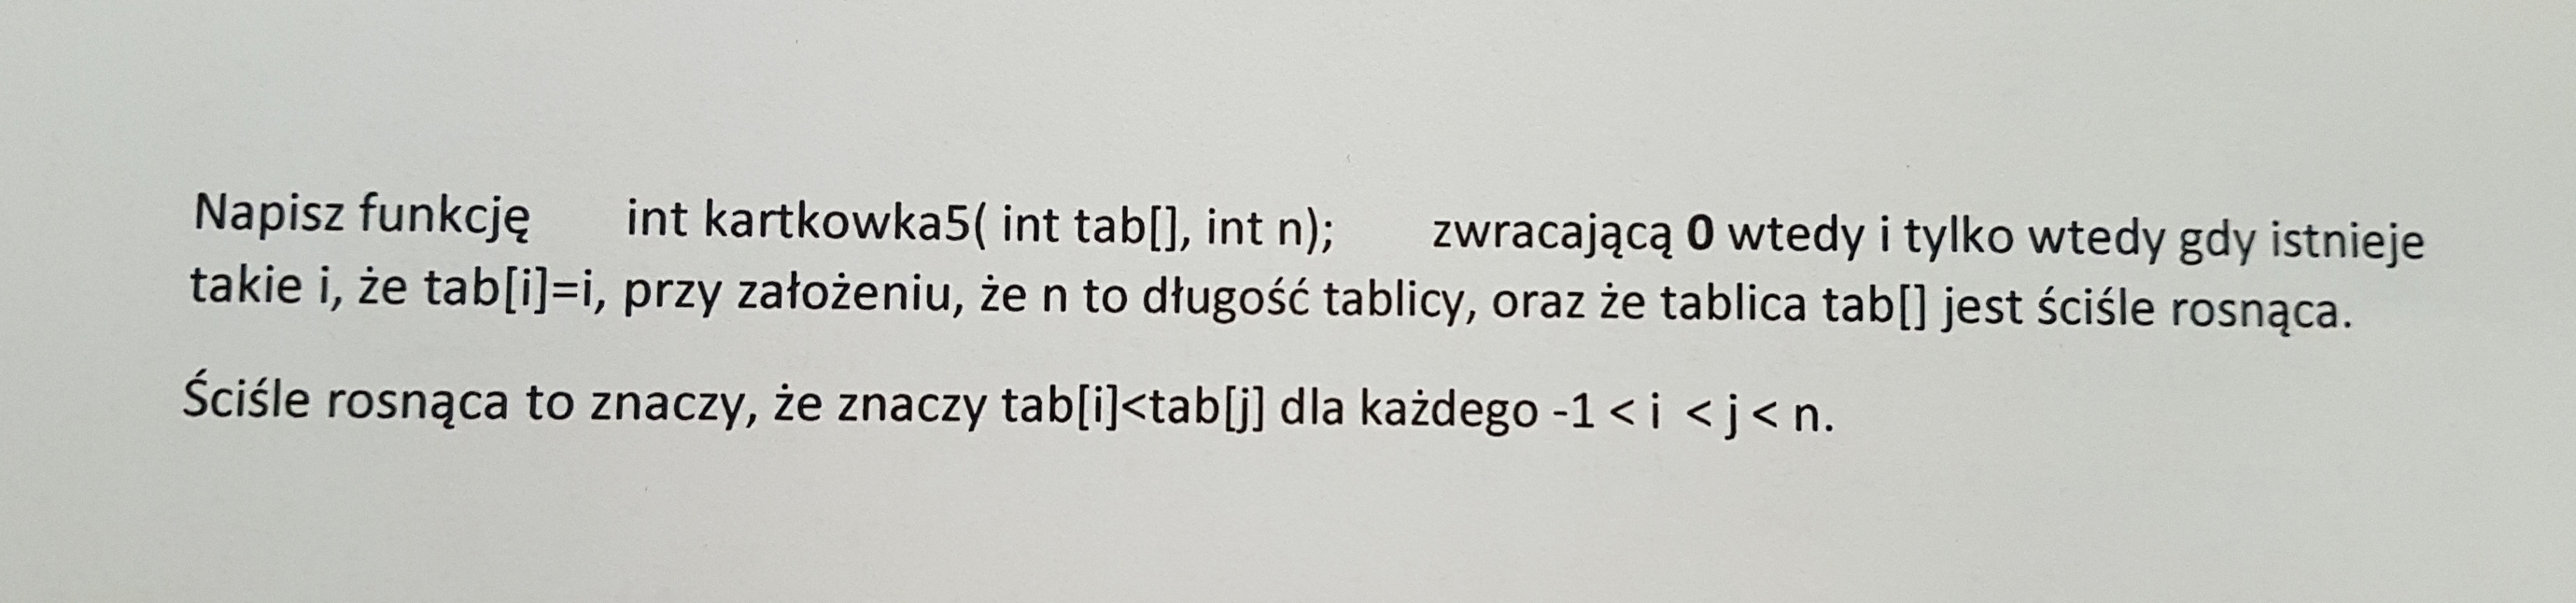 Napisz funkcję int kartkowka5( int tab[], int n); zwracającą 0 wtedy i tylko wtedy gdy istnieje
takie i, że tab[i]=i, przy założeniu, że n to długość tablicy, oraz że tablica tab[] jest ściśle rosnąca.
Ściśle rosnąca to znaczy, że znaczy tab[i]<tab[j] dla każdego -1 < i < j < n.